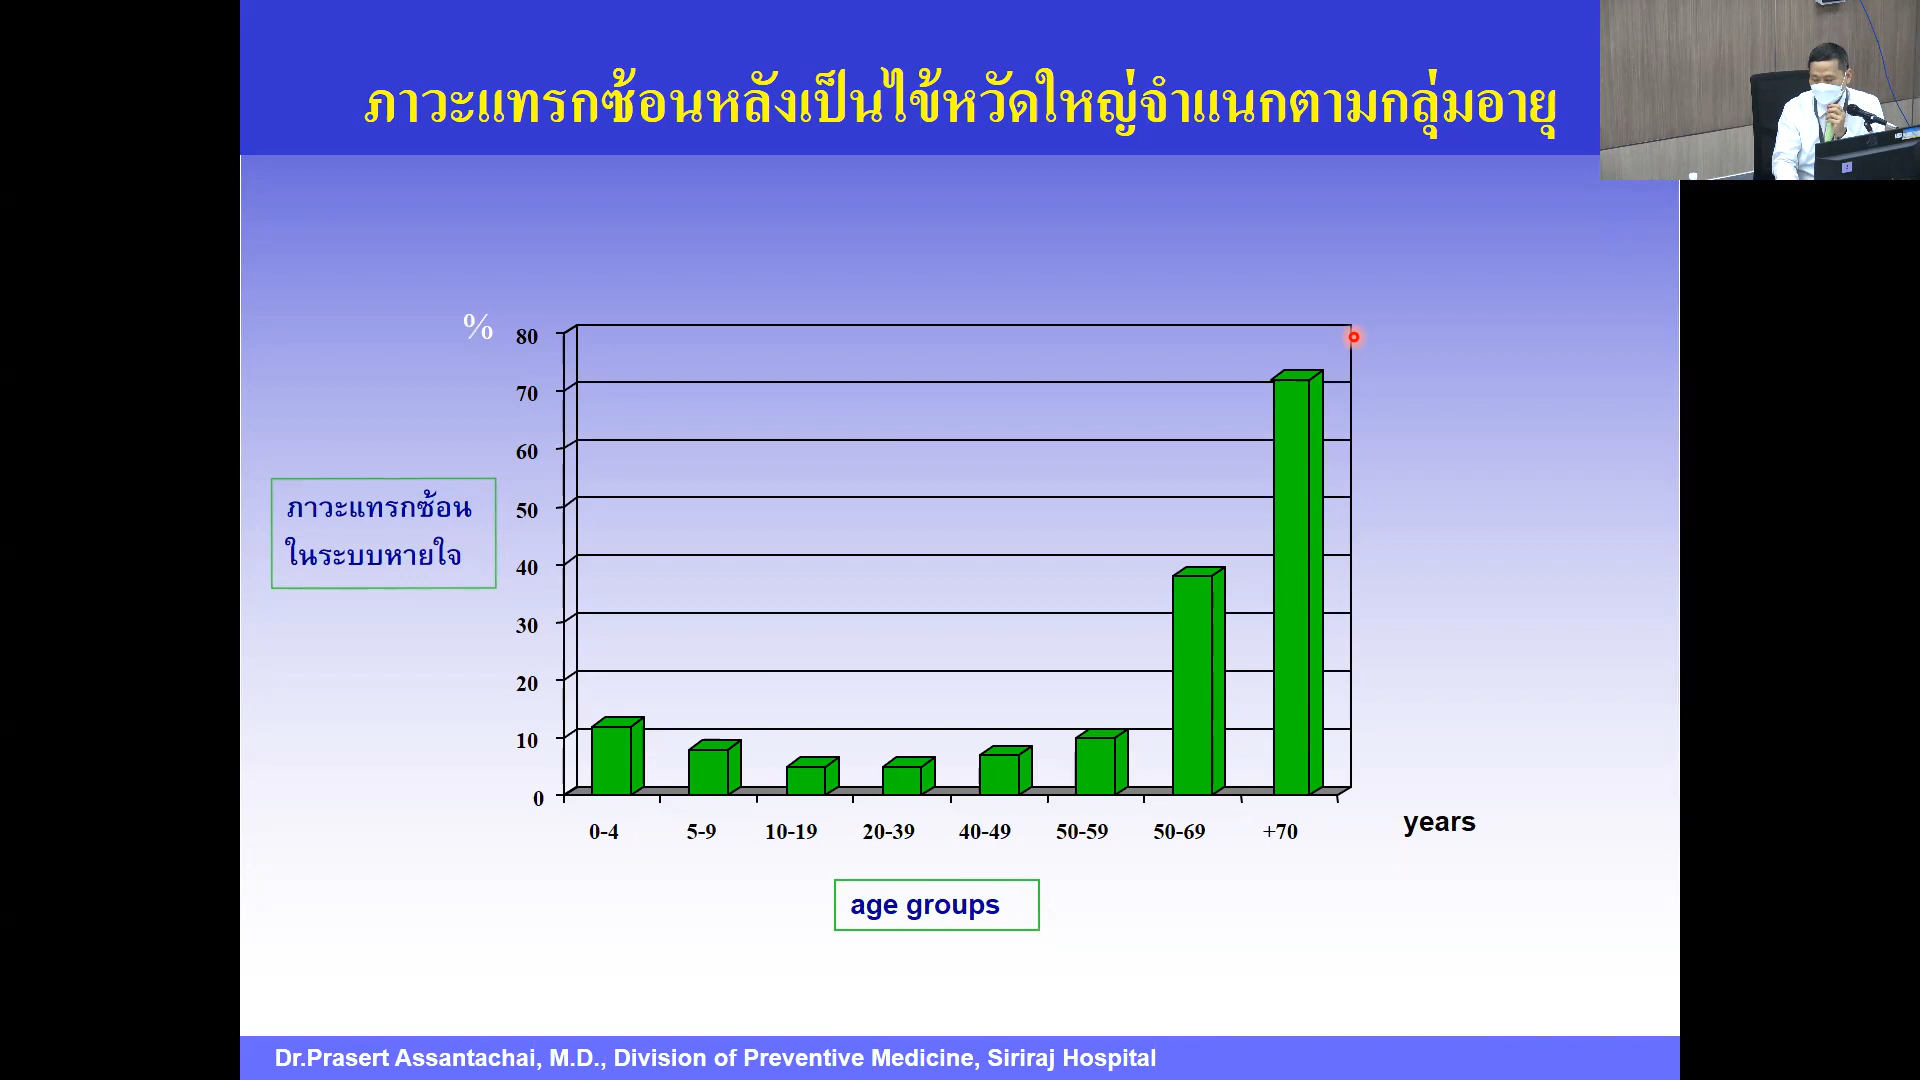 ภาวะแทรกซ้อนหลังเป็นไข้หวัดใหญ่จำแนกตามกลุ่มอายุ
%
80
70
60
50
40
30
20
10
0
ภาวะแทรกซ้อน
ในระบบหายใจ
0-4 5-9 10-19 20-39 40-49 50-59 50-69 +70
years
age groups
Dr.Prasert Assantachai, M.D., Division of Preventive Medicine, Siriraj Hospital